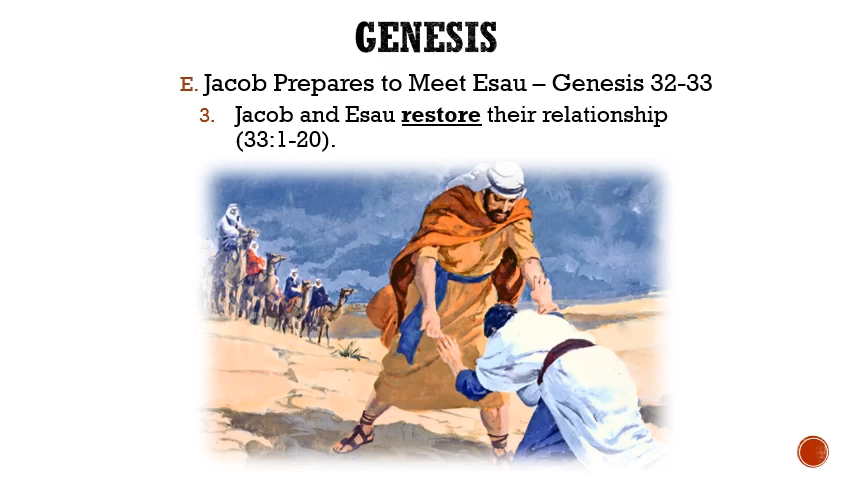 GENESIS
E. Jacob Prepares to Meet Esau – Genesis 32-33
3. Jacob and Esau restore their relationship
(33:1-20).